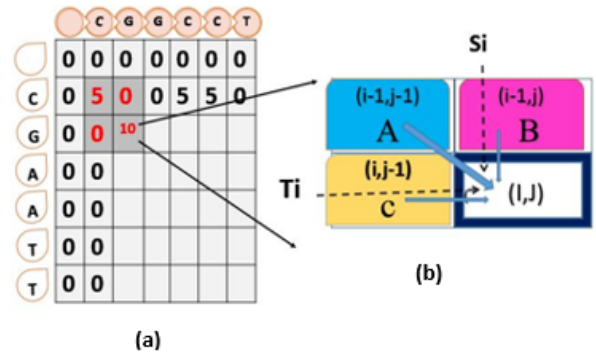 C G G C C T
0 0 0 0 0 0 0
C 0 5 0 0 5 5 0
G 0 0 10
A 0 0
A 0 0
T 0 0
T 0 0
(a)
Si
(i-1,j-1) (i-1,j)
A B
(i,j-1)
Ti c (I,J)
(b)